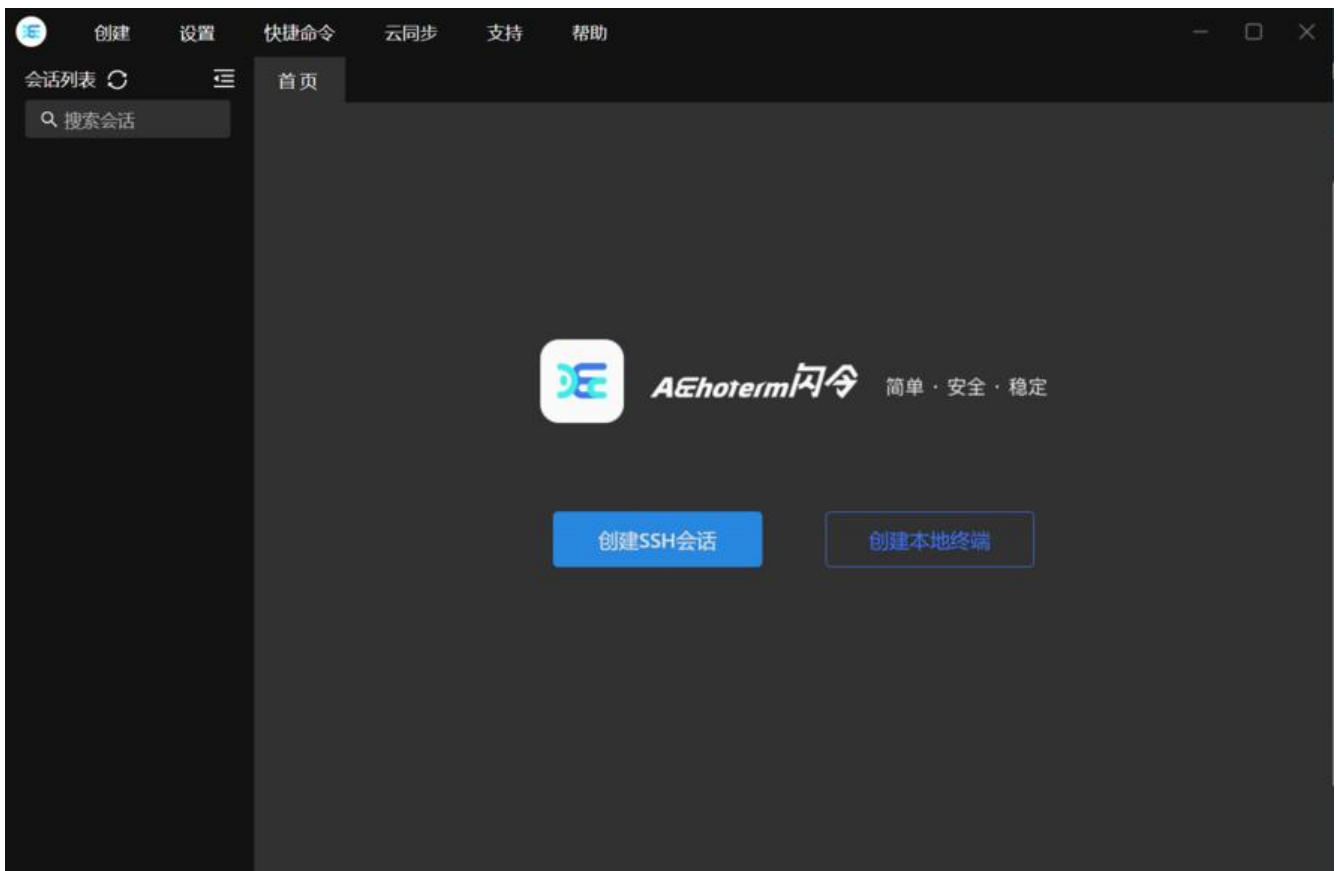 创建 设置 快捷命令 云同步 支持 帮助
会话列表 首页
搜索会话
AEhoterm闪令 简单 · 安全 · 稳定
创建SSH会话 创建本地终端